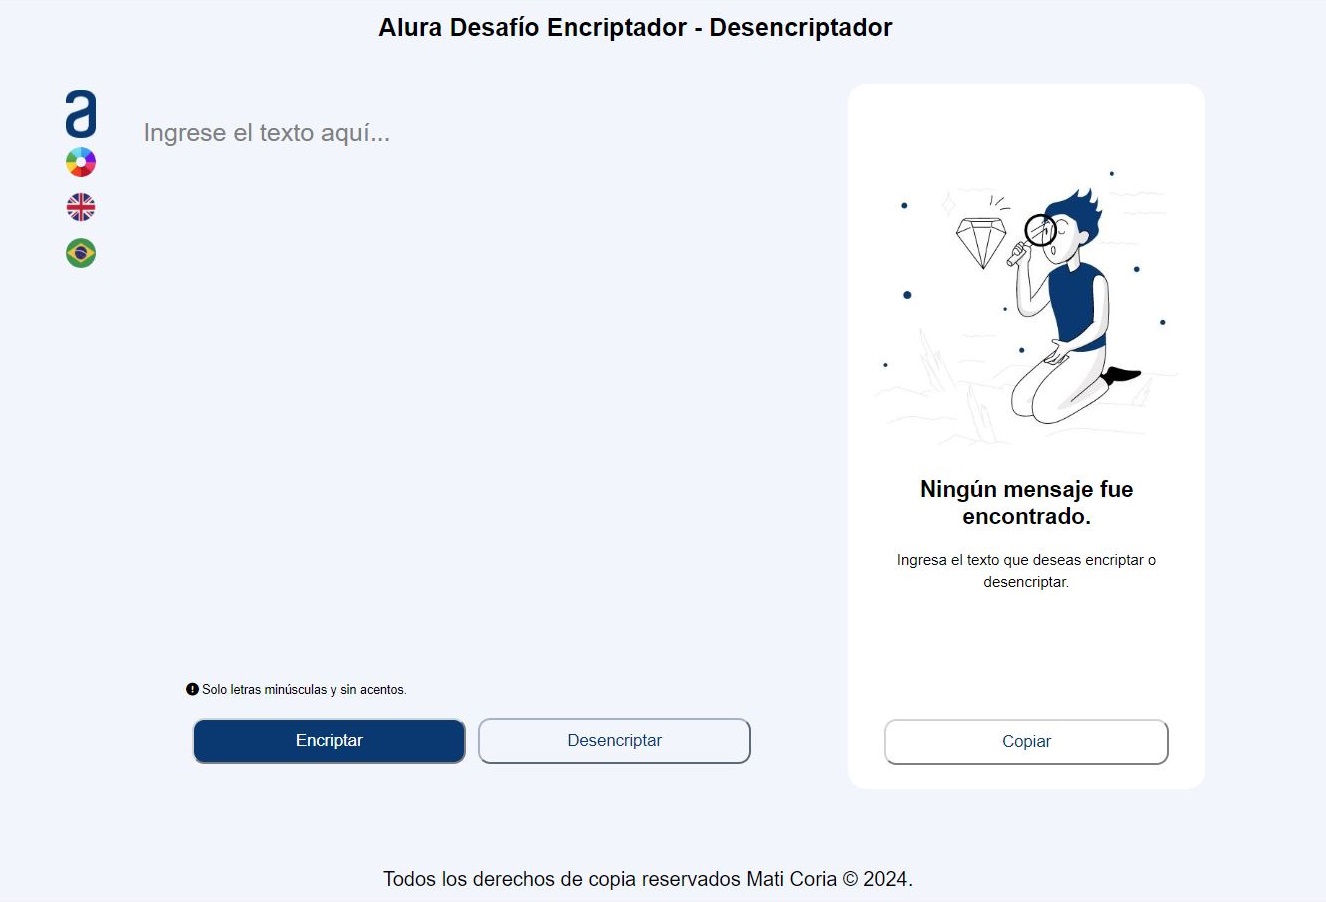 Alura Desafío Encriptador - Desencriptador
a
Ingrese el texto aquí...
Ningún mensaje fue
encontrado.
Ingresa el texto que deseas encriptar o
desencriptar.
Solo letras minúsculas y sin acentos.
Encriptar
Desencriptar
Copiar
Todos los derechos de copia reservados Mati Coria © 2024.